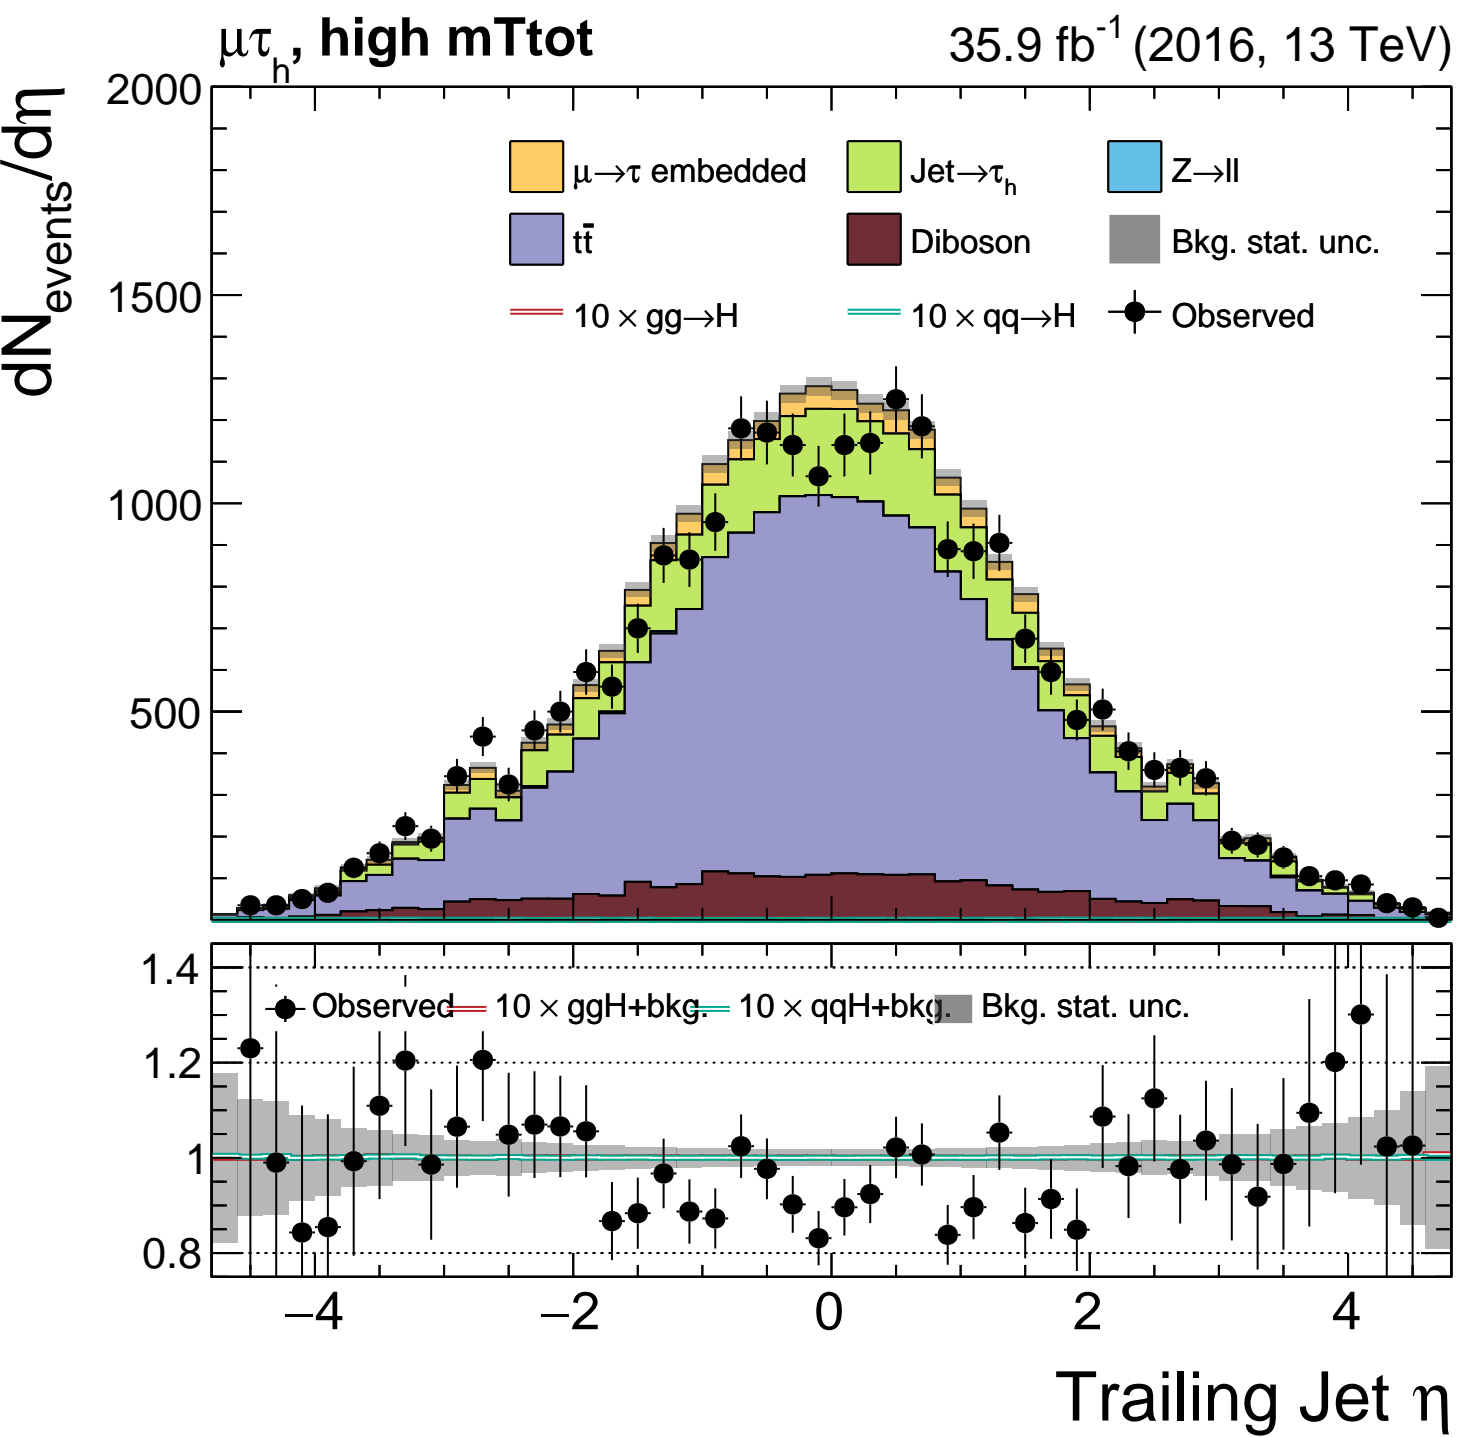 μτh, high mTtot 35.9 fb-1 (2016, 13 TeV)
dNevents/dη
2000
1500
1000
500
μ→τ embedded Jet→τh Z→ll
tt̄ Diboson Bkg. stat. unc.
10 × gg→H 10 × qq→H Observed
1.4
1.2
1
0.8
Observed 10 × ggH+bkg. 10 × qqH+bkg. Bkg. stat. unc.
−4 −2 0 2 4
Trailing Jet η